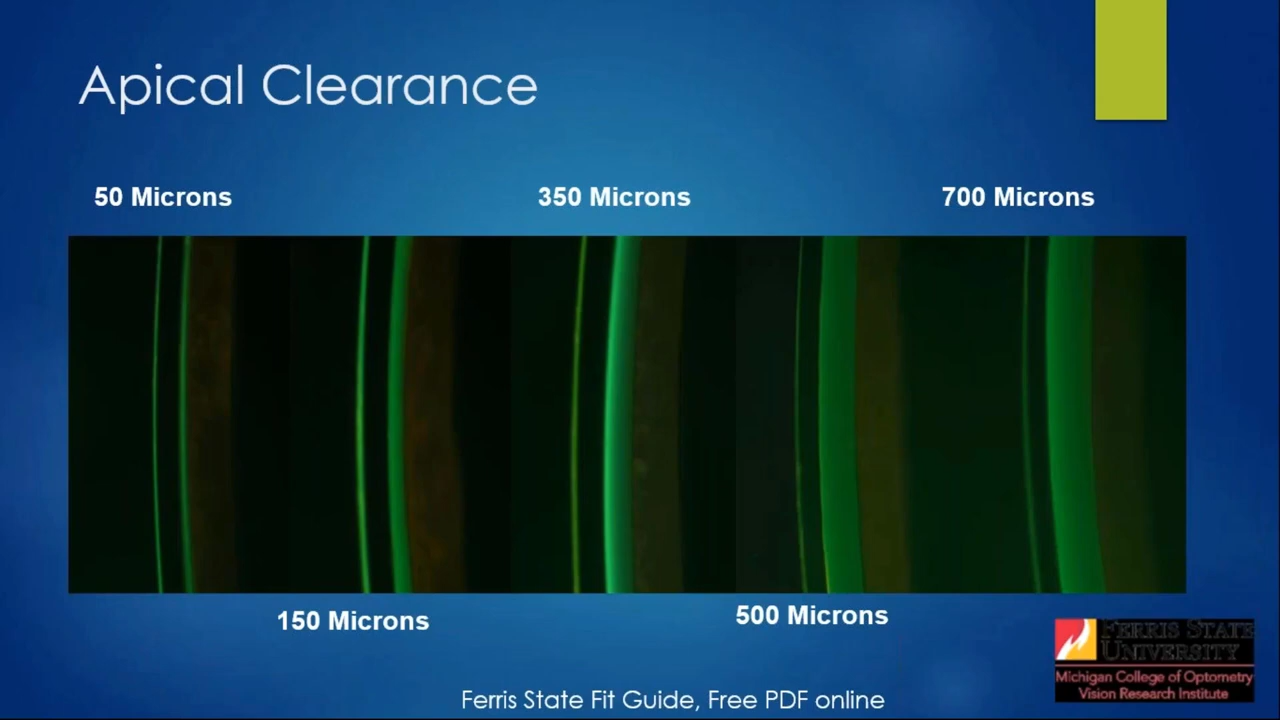 Apical Clearance
50 Microns
350 Microns
700 Microns
150 Microns
500 Microns
FERRIS STATE
UNIVERSITY
Michigan College of Optometry
Vision Research Institute
Ferris State Fit Guide, Free PDF online